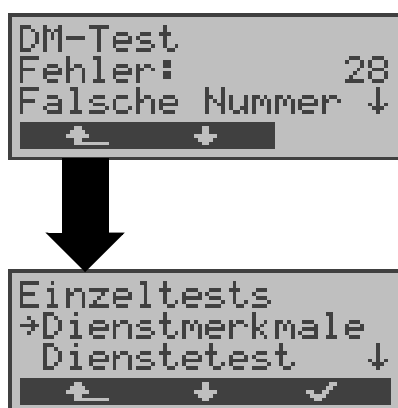 DM-Test
Fehler: 28
Falsche Nummer ↓
Einzeltests
→Dienstmerkmale
Dienstetest ↓